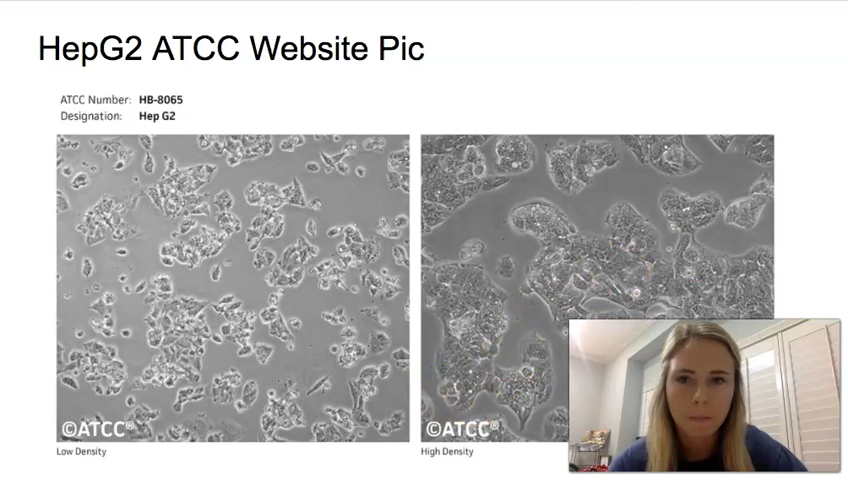 HepG2 ATCC Website Pic
ATCC Number: HB-8065
Designation: Hep G2
©ATCC®
©ATCC®
Low Density
High Density